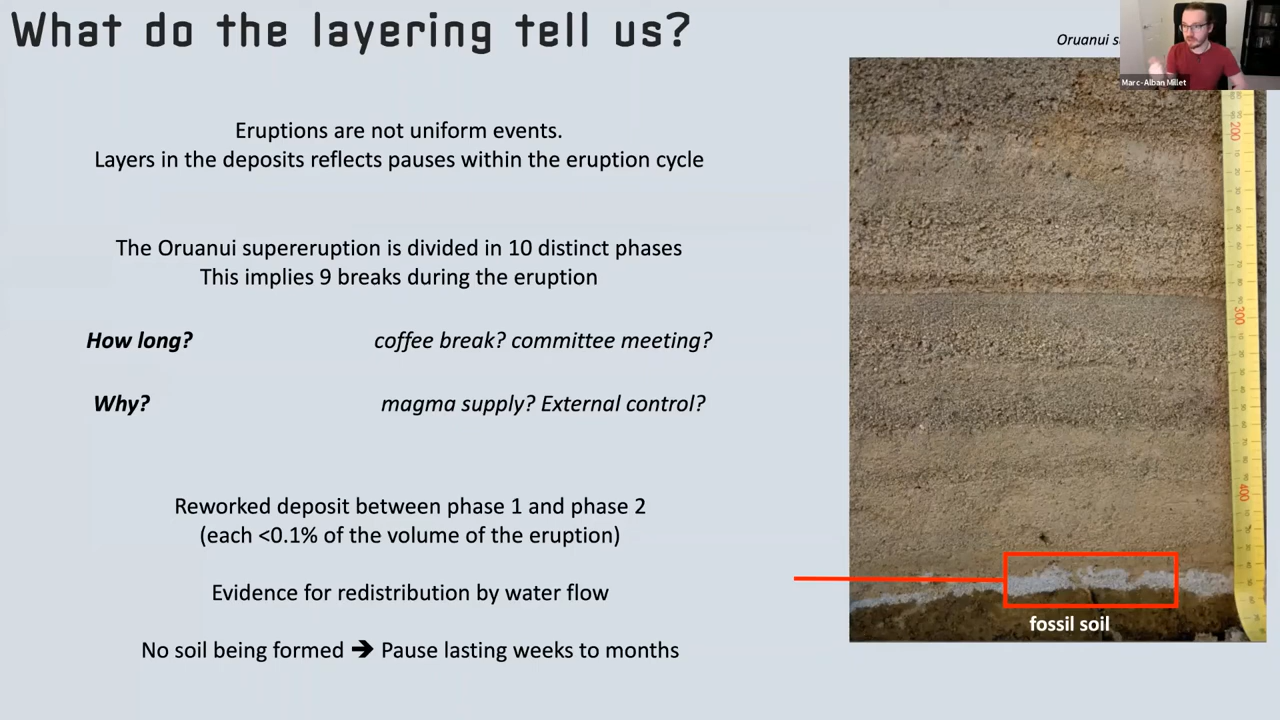 What do the layering tell us?
Oruanui
Marc-Alban Millet
Eruptions are not uniform events.
Layers in the deposits reflects pauses within the eruption cycle
The Oruanui supereruption is divided in 10 distinct phases
This implies 9 breaks during the eruption
How long? coffee break? committee meeting?
Why? magma supply? External control?
Reworked deposit between phase 1 and phase 2
(each <0.1% of the volume of the eruption)
Evidence for redistribution by water flow
No soil being formed ➔ Pause lasting weeks to months
200
300
400
fossil soil